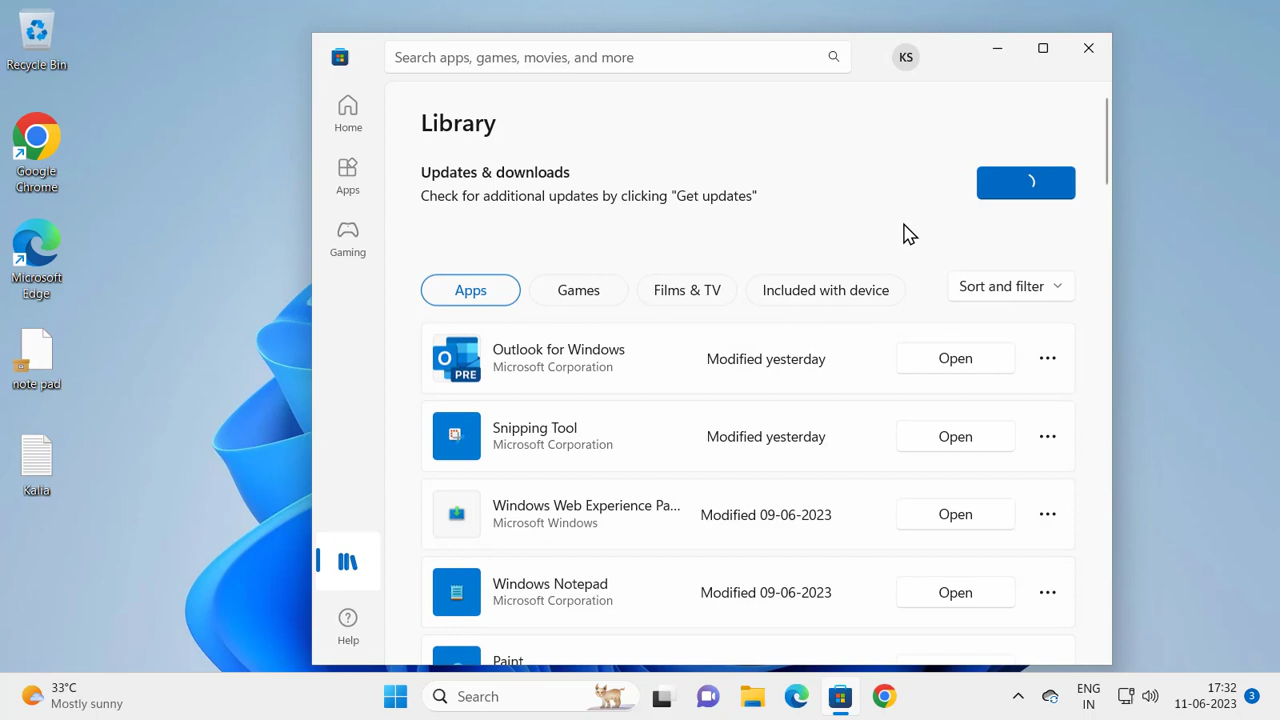 Recycle Bin
Google
Chrome
Microsoft
Edge
note pad
Kalia
Search apps, games, movies, and more
KS
Home
Apps
Gaming
Help
Library
Updates & downloads
Check for additional updates by clicking "Get updates"
Apps
Games
Films & TV
Included with device
Sort and filter
Outlook for Windows
Microsoft Corporation
Modified yesterday
Open
PRE
Snipping Tool
Microsoft Corporation
Modified yesterday
Open
Windows Web Experience Pa...
Microsoft Windows
Modified 09-06-2023
Open
Windows Notepad
Microsoft Corporation
Modified 09-06-2023
Open
Paint
33°C
Mostly sunny
Search
ENG
IN
17:32
11-06-2023
3